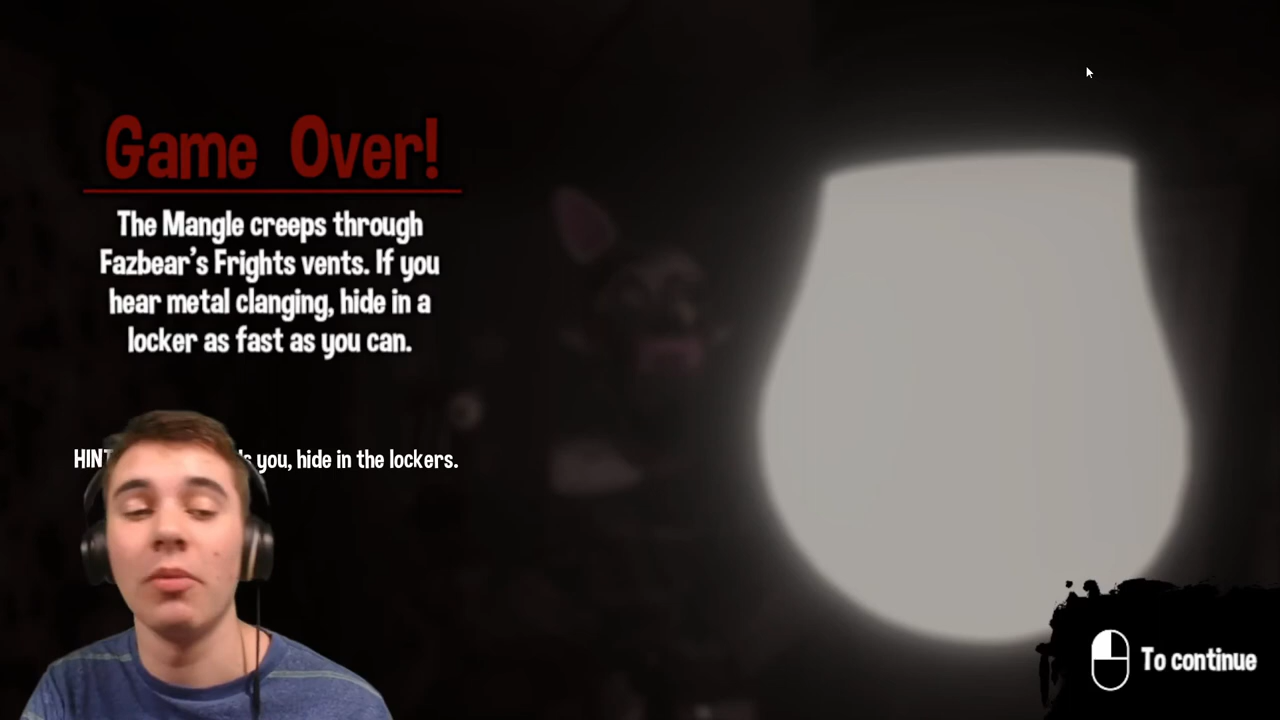 Game Over!
The Mangle creeps through
Fazbear's Frights vents. If you
hear metal clanging, hide in a
locker as fast as you can.
HINT you, hide in the lockers.
To continue